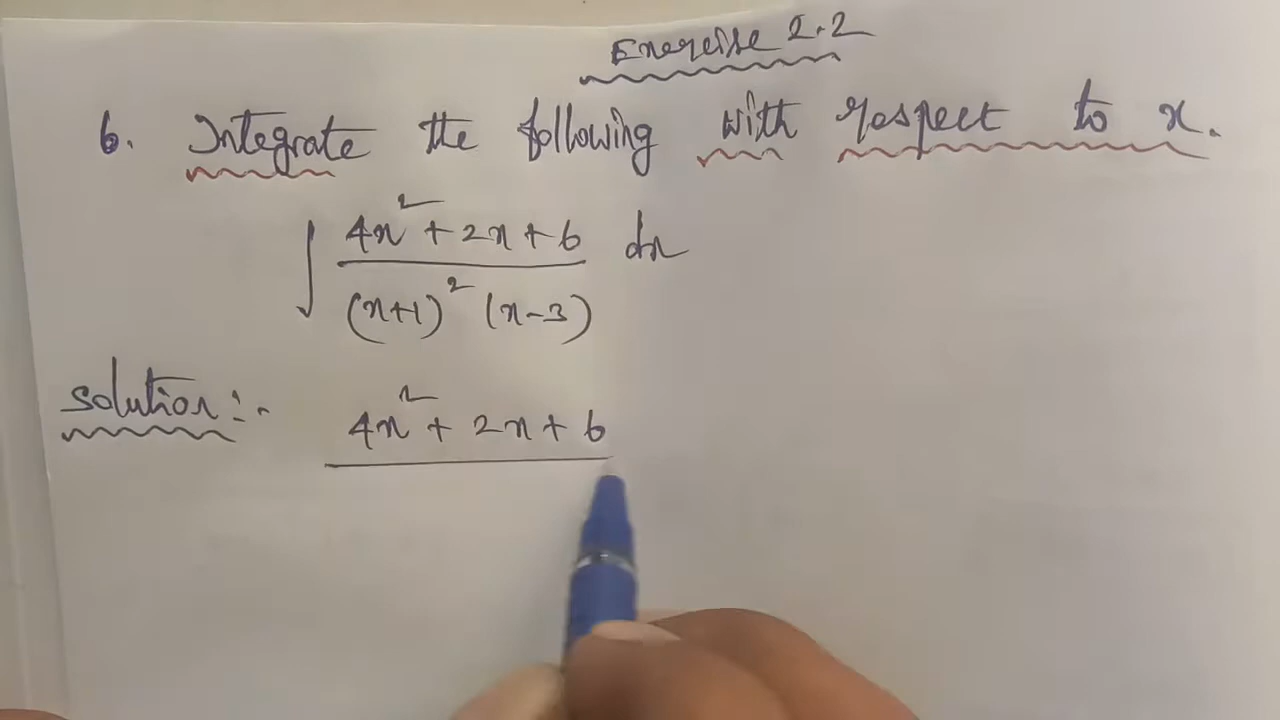 Exercise 2.2
6. Integrate the following with respect to x.
∫ (4x² + 2x + 6) / ((x+1)² (x-3)) dx
Solution:-
4x² + 2x + 6